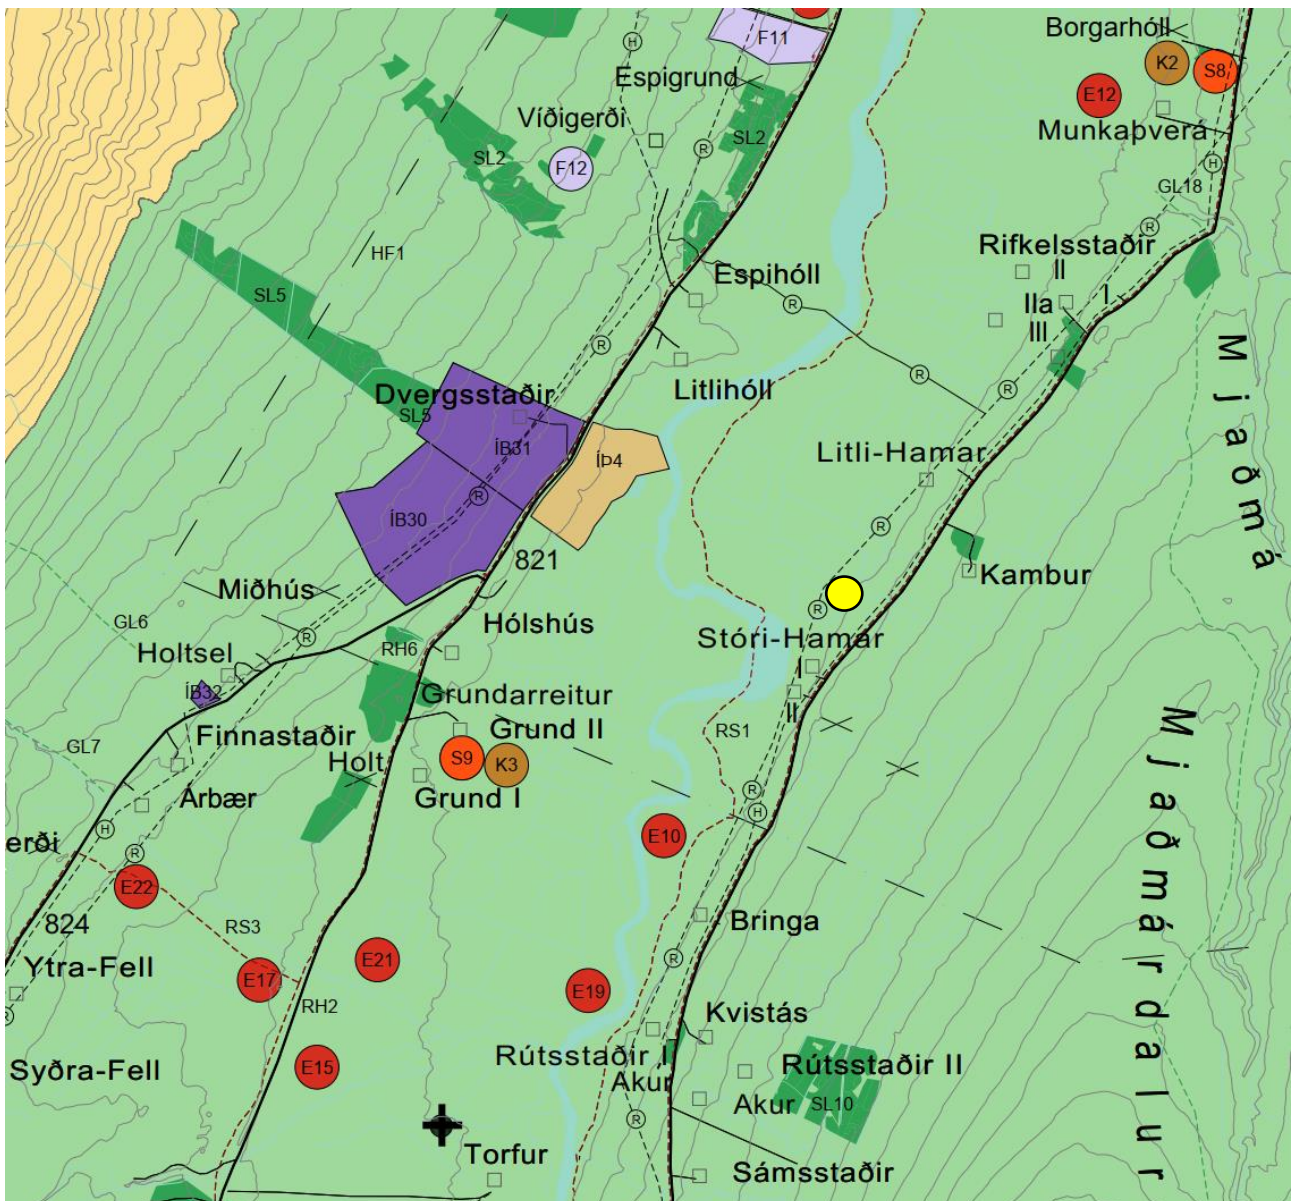 Borgarhóll
F11
H
K2
S8
Espigrund
E12
Víðigerði
Munkaþverá
SL2
SL2
R
F12
H
GL18
R
HF1
Rifkelsstaðir
II
Espihóll
SL5
I
R
IIa
III
R
Mjaðmá
R
R
Litlihóll
Dvergsstaðir
SL5
ÍB31
Litli-Hamar
ÍÞ4
R
ÍB30
R
821
Kambur
Miðhús
R
GL6
Hólshús
R
Stóri-Hamar
Holtsel
RH6
I
ÍB32
Grundarreitur
II
Mjaðmárdalur
GL7
Finnastaðir
Grund II
RS1
Holt
S9
K3
R
Árbær
Grund I
H
H
E10
erði
R
E22
824
RS3
Bringa
Ytra-Fell
E21
R
E17
E19
RH2
R
Kvistás
Rútsstaðir I
Syðra-Fell
E15
Rútsstaðir II
Akur
Akur
SL10
R
Torfur
Sámsstaðir